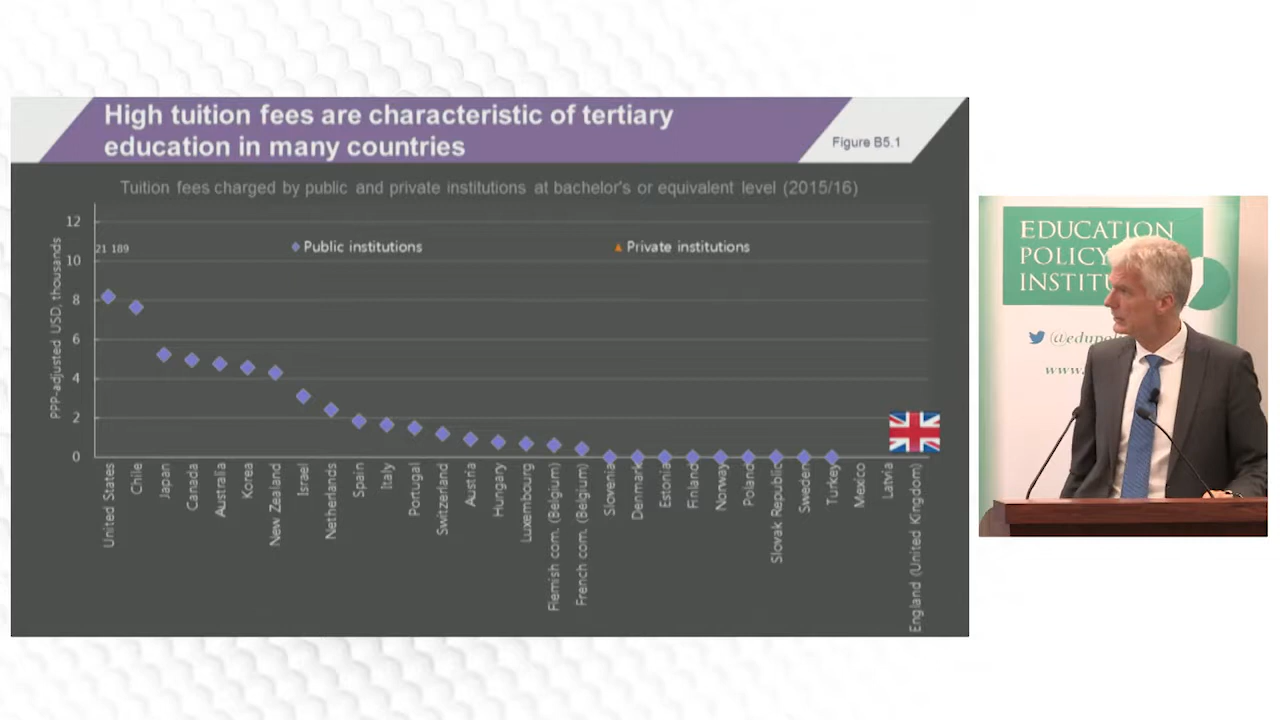 High tuition fees are characteristic of tertiary
education in many countries
Figure B5.1
Tuition fees charged by public and private institutions at bachelor's or equivalent level (2015/16)
PPP-adjusted USD, thousands
12
10
8
6
4
2
0
21 189
Public institutions
Private institutions
United States
Chile
Japan
Canada
Australia
Korea
New Zealand
Israel
Netherlands
Spain
Italy
Portugal
Switzerland
Austria
Hungary
Luxembourg
Flemish com. (Belgium)
French com. (Belgium)
Slovenia
Denmark
Estonia
Finland
Norway
Poland
Slovak Republic
Sweden
Turkey
Mexico
Latvia
England (United Kingdom)
EDUCATION
POLICY
INSTITU
@edupol
www.